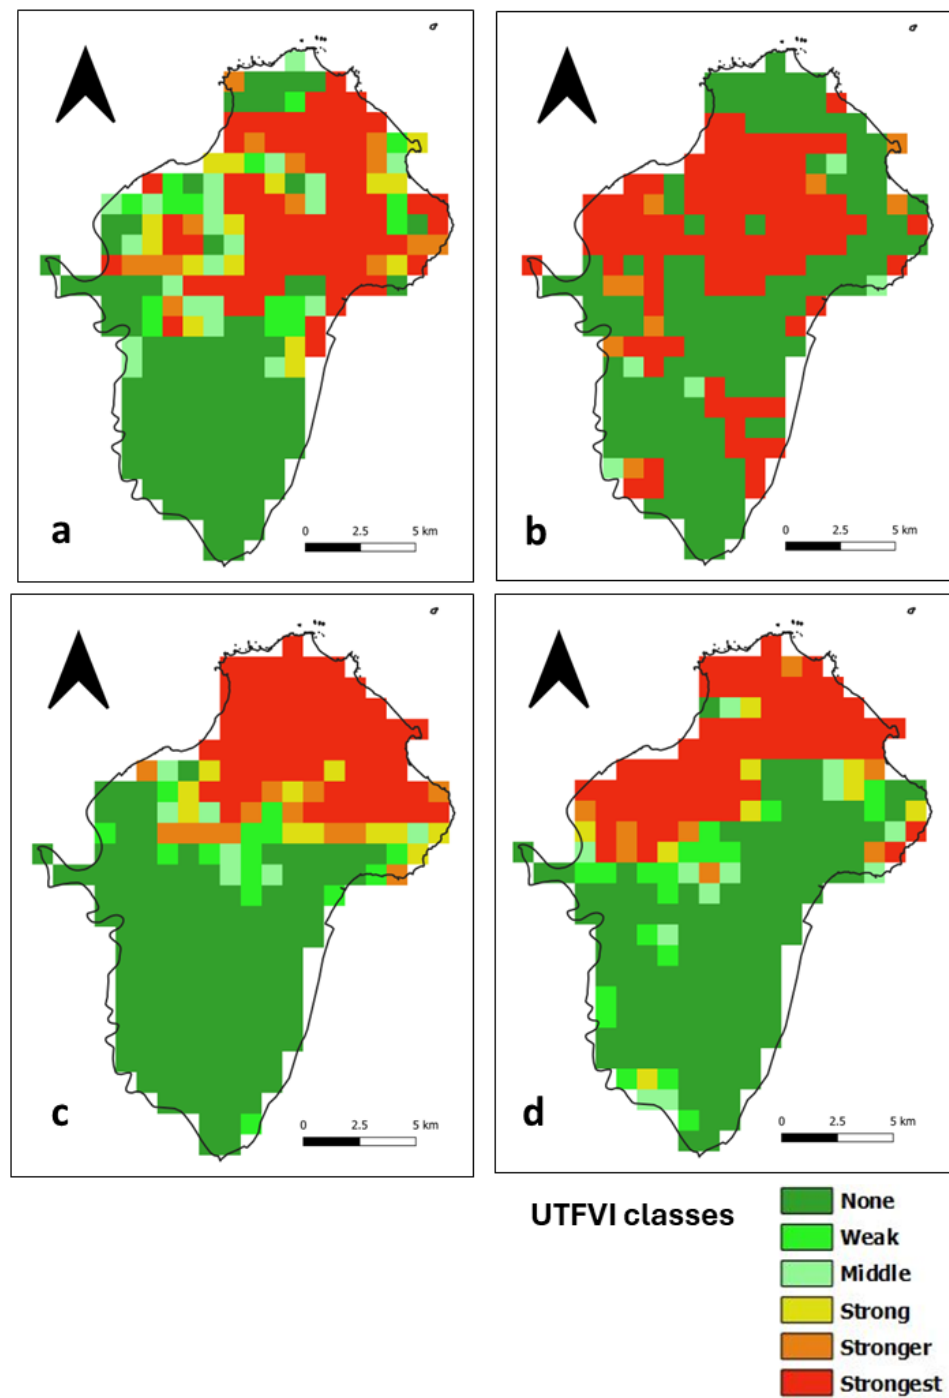 a
0 2.5 5 km
b
0 2.5 5 km
c
0 2.5 5 km
d
0 2.5 5 km
UTFVI classes
None
Weak
Middle
Strong
Stronger
Strongest